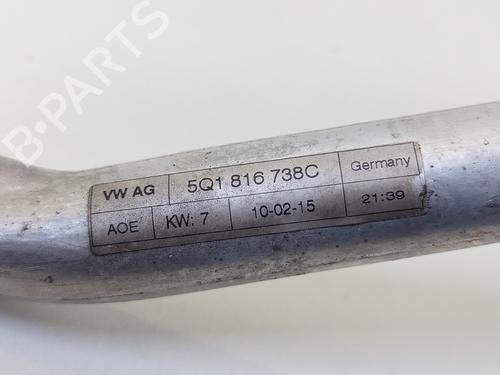 B-PARTS
VW AG 5Q1 816 738C Germany
AOE KW: 7 10-02-15 21:39